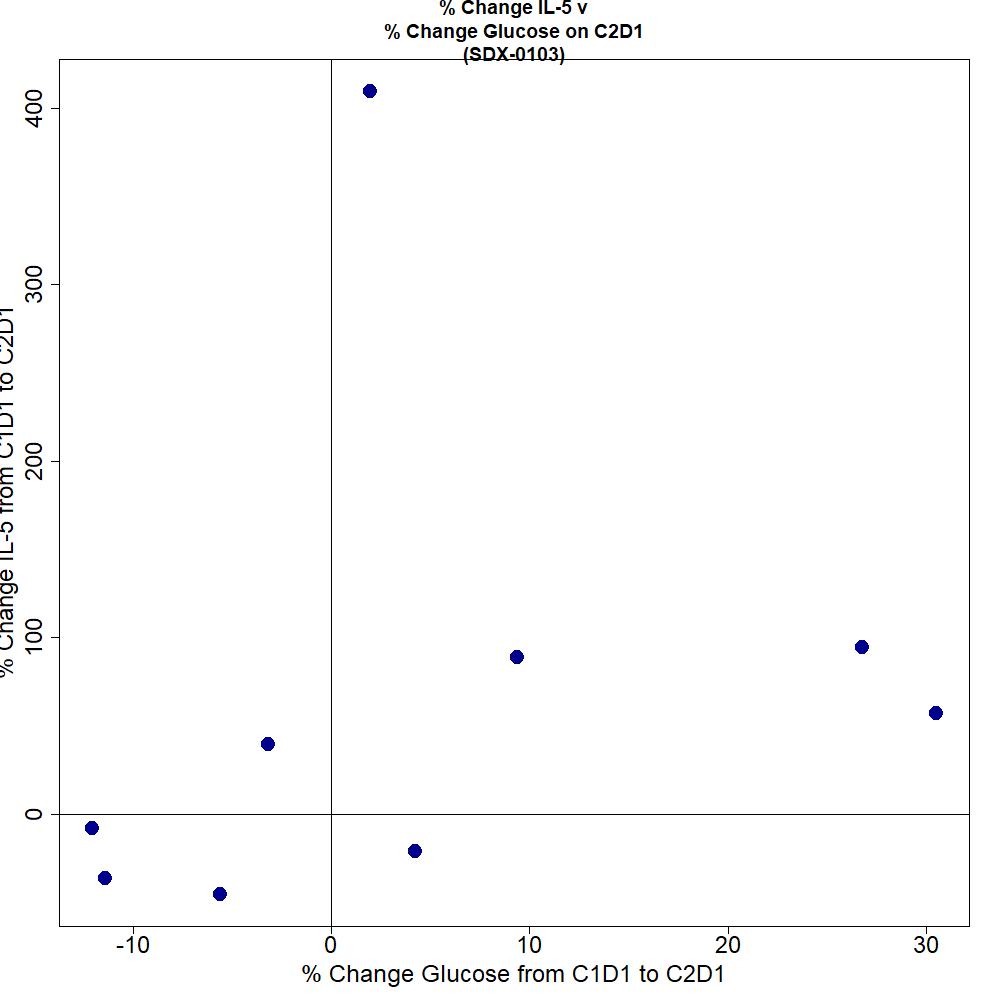 % Change IL-5 v
% Change Glucose on C2D1
(SDX-0103)
% Change IL-5 from C1D1 to C2D1
400
300
200
100
0
-10
0
10
20
30
% Change Glucose from C1D1 to C2D1